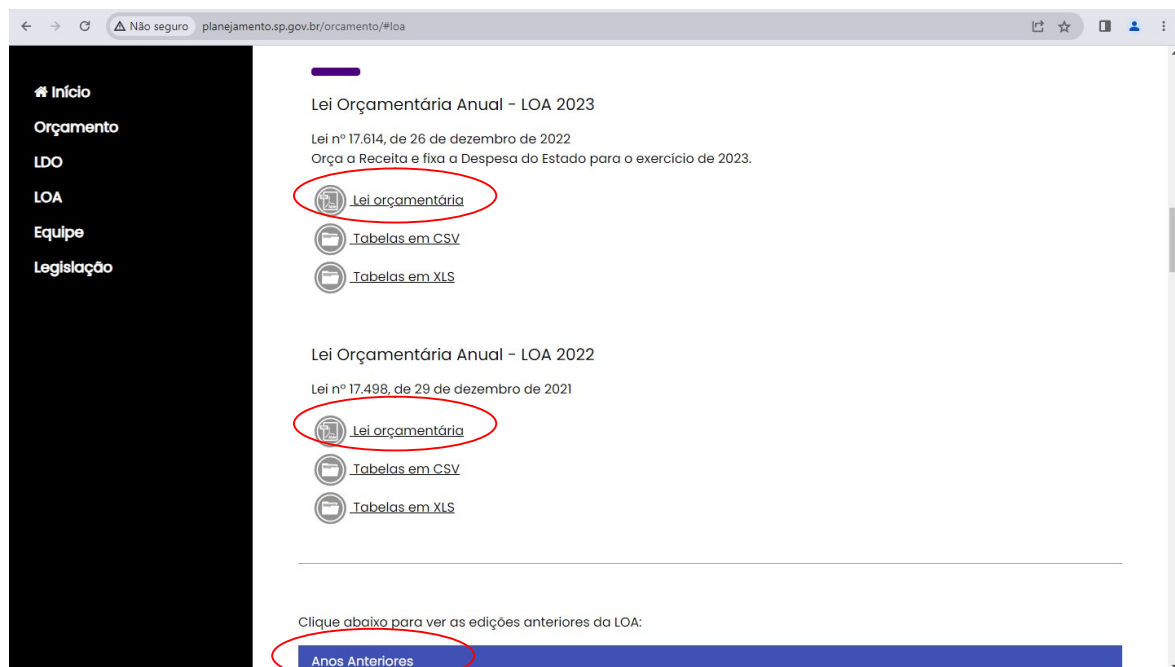 Não seguro planejamento.sp.gov.br/orcamento/#loa
Início
Orçamento
LDO
LOA
Equipe
Legislação
Lei Orçamentária Anual - LOA 2023
Lei nº 17.614, de 26 de dezembro de 2022
Orça a Receita e fixa a Despesa do Estado para o exercício de 2023.
Lei orçamentária
Tabelas em CSV
Tabelas em XLS
Lei Orçamentária Anual - LOA 2022
Lei nº 17.498, de 29 de dezembro de 2021
Lei orçamentária
Tabelas em CSV
Tabelas em XLS
Clique abaixo para ver as edições anteriores da LOA:
Anos Anteriores